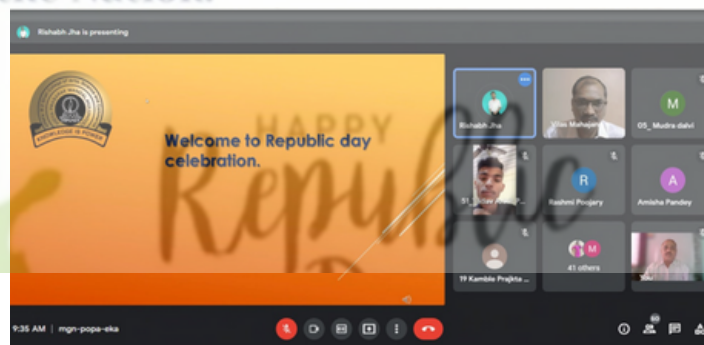 Rishabh Jha is presenting
KNOWLEDGE IS POWER
HAPPY
Welcome to Republic day
celebration.
Republic
Rishabh Jha
Vilas Mahajan
M
05_ Mudra dalvi
R
Rashmi Poojary
A
Amisha Pandey
19 Kamble Prajkta ...
M
41 others
You
60
9:35 AM | mgn-popa-eka